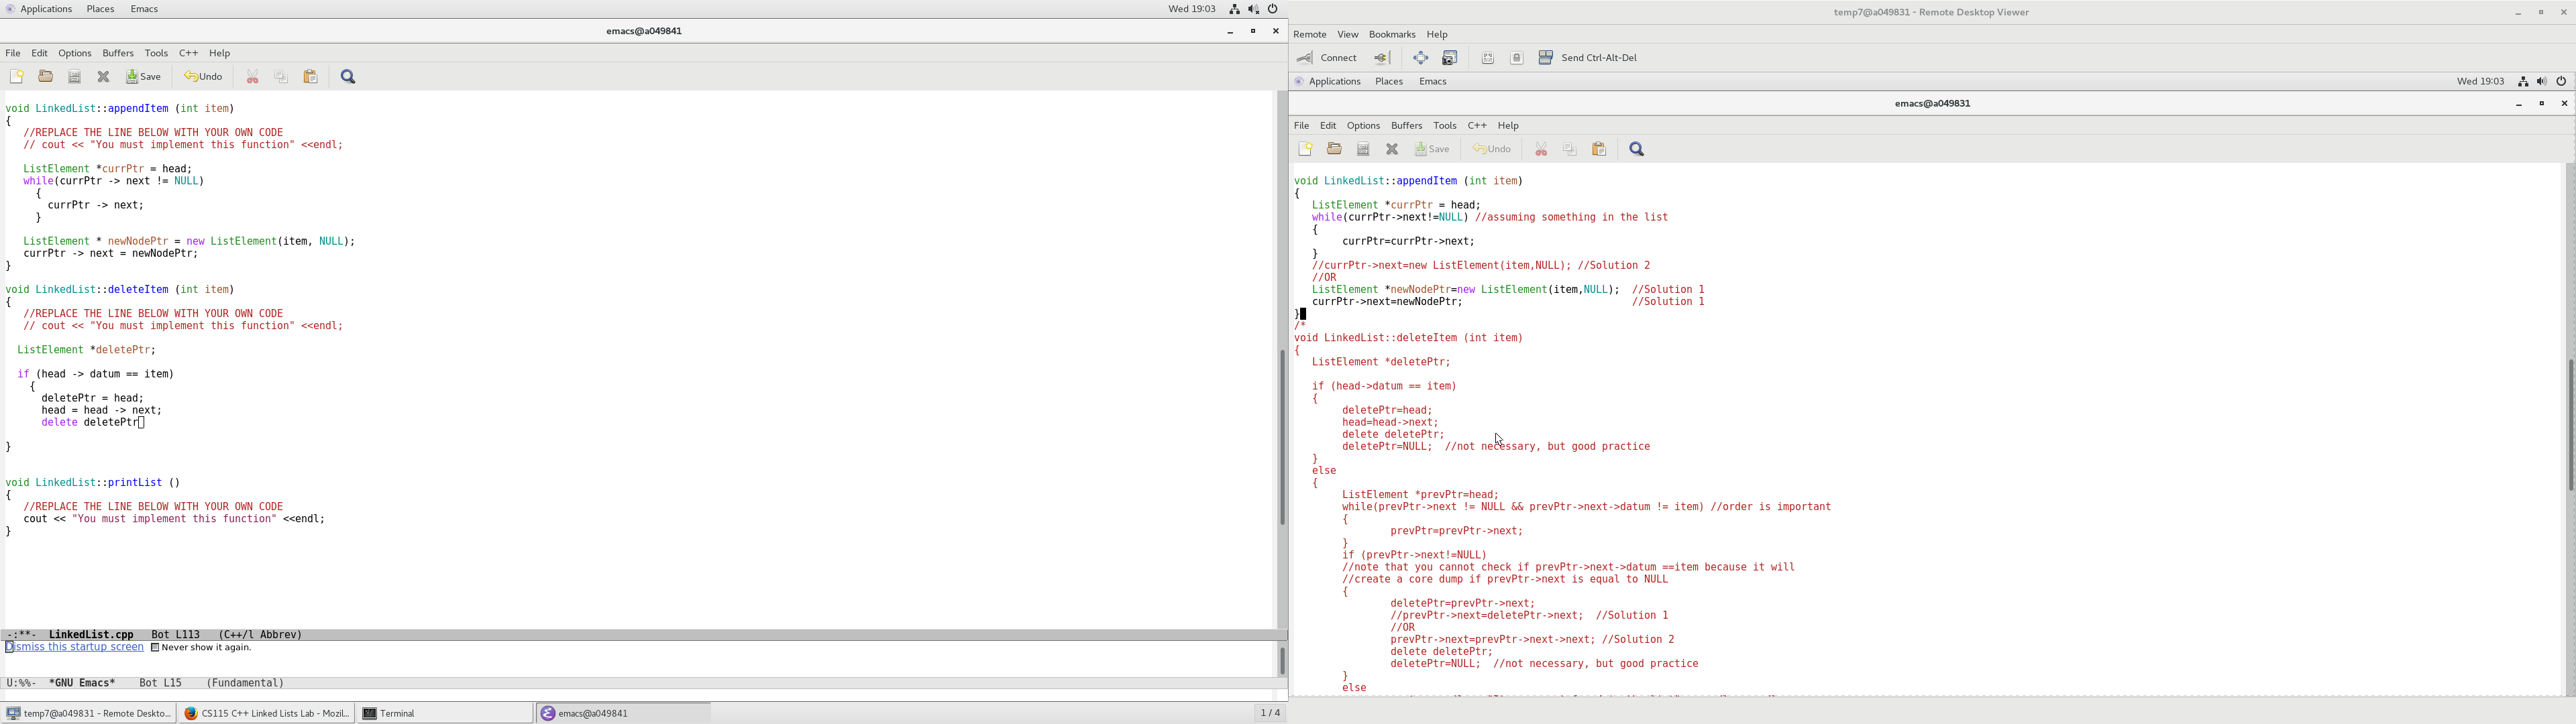 Applications Places Emacs Wed 19:03
emacs@a049841
File Edit Options Buffers Tools C++ Help
Save Undo
void LinkedList::appendItem (int item)
{
//REPLACE THE LINE BELOW WITH YOUR OWN CODE
// cout << "You must implement this function" <<endl;
ListElement *currPtr = head;
while(currPtr -> next != NULL)
{
currPtr -> next;
}
ListElement * newNodePtr = new ListElement(item, NULL);
currPtr -> next = newNodePtr;
}
void LinkedList::deleteItem (int item)
{
//REPLACE THE LINE BELOW WITH YOUR OWN CODE
// cout << "You must implement this function" <<endl;
ListElement *deletePtr;
if (head -> datum == item)
{
deletePtr = head;
head = head -> next;
delete deletePtr
}
void LinkedList::printList ()
{
//REPLACE THE LINE BELOW WITH YOUR OWN CODE
cout << "You must implement this function" <<endl;
}
-:**- LinkedList.cpp Bot L113 (C++/l Abbrev)
Dismiss this startup screen Never show it again.
U:%%- *GNU Emacs* Bot L15 (Fundamental)
temp7@a049831 - Remote Deskto... CS115 C++ Linked Lists Lab - Mozil... Terminal emacs@a049841 1 / 4
temp7@a049831 - Remote Desktop Viewer
Remote View Bookmarks Help
Connect Send Ctrl-Alt-Del
Applications Places Emacs Wed 19:03
emacs@a049831
File Edit Options Buffers Tools C++ Help
Save Undo
void LinkedList::appendItem (int item)
{
ListElement *currPtr = head;
while(currPtr->next!=NULL) //assuming something in the list
{
currPtr=currPtr->next;
}
//currPtr->next=new ListElement(item,NULL); //Solution 2
//OR
ListElement *newNodePtr=new ListElement(item,NULL); //Solution 1
currPtr->next=newNodePtr; //Solution 1
}
/*
void LinkedList::deleteItem (int item)
{
ListElement *deletePtr;
if (head->datum == item)
{
deletePtr=head;
head=head->next;
delete deletePtr;
deletePtr=NULL; //not necessary, but good practice
}
else
{
ListElement *prevPtr=head;
while(prevPtr->next != NULL && prevPtr->next->datum != item) //order is important
{
prevPtr=prevPtr->next;
}
if (prevPtr->next!=NULL)
//note that you cannot check if prevPtr->next->datum ==item because it will
//create a core dump if prevPtr->next is equal to NULL
{
deletePtr=prevPtr->next;
//prevPtr->next=deletePtr->next; //Solution 1
//OR
prevPtr->next=prevPtr->next->next; //Solution 2
delete deletePtr;
deletePtr=NULL; //not necessary, but good practice
}
else